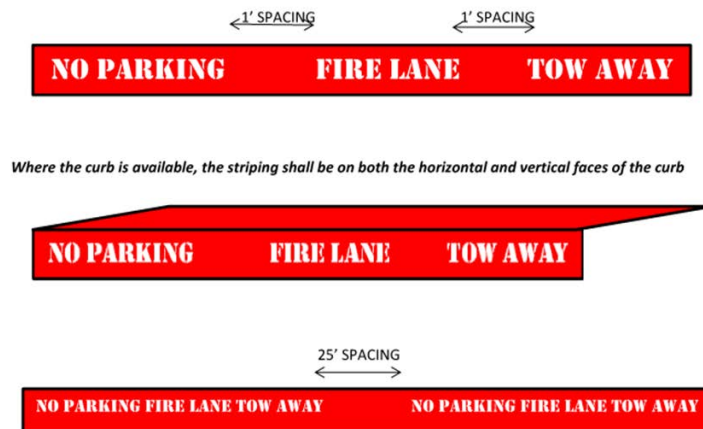 1' SPACING 1' SPACING
NO PARKING FIRE LANE TOW AWAY
Where the curb is available, the striping shall be on both the horizontal and vertical faces of the curb
NO PARKING FIRE LANE TOW AWAY
25' SPACING
NO PARKING FIRE LANE TOW AWAY NO PARKING FIRE LANE TOW AWAY